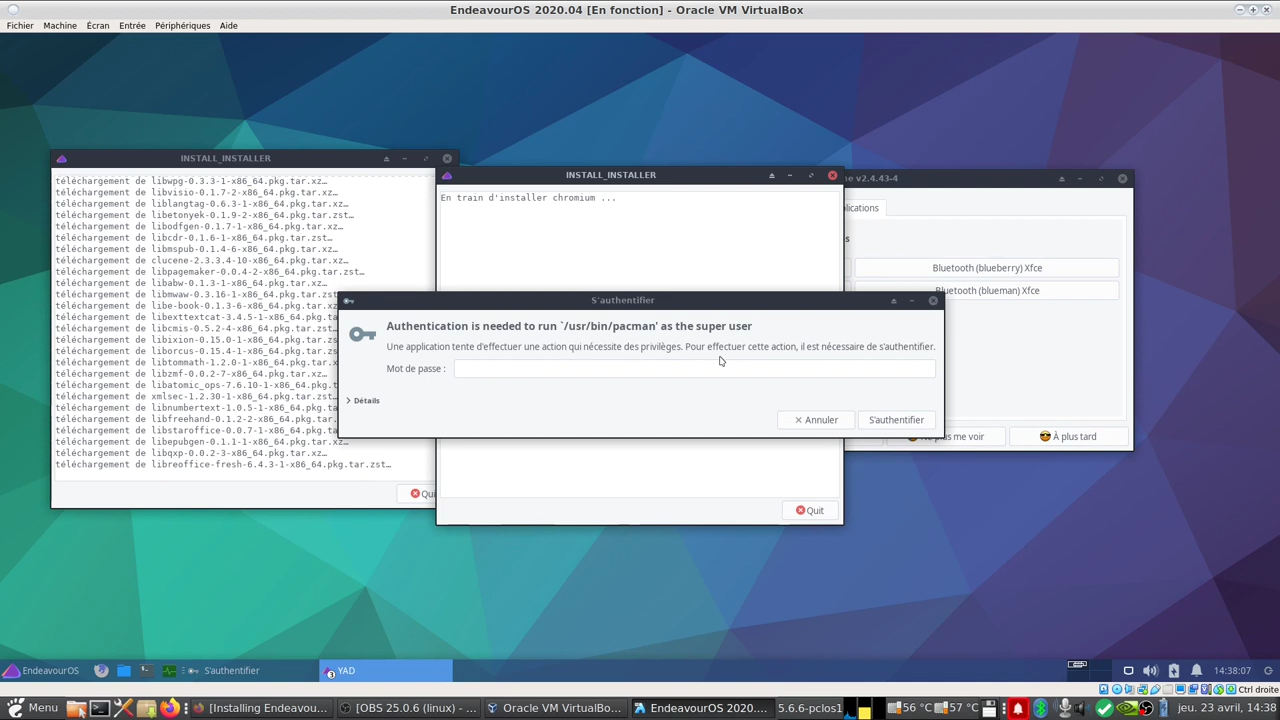 EndeavourOS 2020.04 [En fonction] - Oracle VM VirtualBox
Fichier Machine Écran Entrée Périphériques Aide
INSTALL_INSTALLER
téléchargement de libwpg-0.3.3-1-x86_64.pkg.tar.xz…
téléchargement de libvisio-0.1.7-2-x86_64.pkg.tar.xz…
téléchargement de liblangtag-0.6.3-1-x86_64.pkg.tar.xz…
téléchargement de libetonyek-0.1.9-2-x86_64.pkg.tar.zst…
téléchargement de libodfgen-0.1.7-1-x86_64.pkg.tar.xz…
téléchargement de libcdr-0.1.6-1-x86_64.pkg.tar.zst…
téléchargement de libmspub-0.1.4-6-x86_64.pkg.tar.xz…
téléchargement de clucene-2.3.3.4-10-x86_64.pkg.tar.xz…
téléchargement de libpagemaker-0.0.4-2-x86_64.pkg.tar.zst…
téléchargement de libabw-0.1.3-1-x86_64.pkg.tar.xz…
téléchargement de libmwaw-0.3.16-1-x86_64.pkg.tar.zst
téléchargement de libe-book-0.1.3-6-x86_64.pkg.tar.x
téléchargement de libexttextcat-3.4.5-1-x86_64.pkg.t
téléchargement de libcmis-0.5.2-4-x86_64.pkg.tar.xz…
téléchargement de libixion-0.15.0-1-x86_64.pkg.tar.x
téléchargement de liborcus-0.15.4-1-x86_64.pkg.tar.z
téléchargement de libtommath-1.2.0-1-x86_64.pkg.tar.
téléchargement de libzmf-0.0.2-7-x86_64.pkg.tar.xz…
téléchargement de libatomic_ops-7.6.10-1-x86_64.pkg.t
téléchargement de xmlsec-1.2.30-1-x86_64.pkg.tar.zst…
téléchargement de libnumbertext-1.0.5-1-x86_64.pkg.t
téléchargement de libfreehand-0.1.2-2-x86_64.pkg.tar
téléchargement de libstaroffice-0.0.7-1-x86_64.pkg.t
téléchargement de libepubgen-0.1.1-1-x86_64.pkg.tar.xz…
téléchargement de libqxp-0.0.2-3-x86_64.pkg.tar.xz…
téléchargement de libreoffice-fresh-6.4.3-1-x86_64.pkg.tar.zst…
Qui
INSTALL_INSTALLER
En train d'installer chromium ...
Quit
S'authentifier
Authentication is needed to run `/usr/bin/pacman' as the super user
Une application tente d'effectuer une action qui nécessite des privilèges. Pour effectuer cette action, il est nécessaire de s'authentifier.
Mot de passe :
Détails
Annuler S'authentifier
me v2.4.43-4
lications
s
Bluetooth (blueberry) Xfce
Bluetooth (blueman) Xfce
plus me voir À plus tard
EndeavourOS S'authentifier 3 YAD 14:38:07
Ctrl droite
Menu [Installing Endeavou... [OBS 25.0.6 (linux) - ... Oracle VM VirtualBo... EndeavourOS 2020.... 5.6.6-pclos1 56 °C 57 °C jeu. 23 avril, 14:38